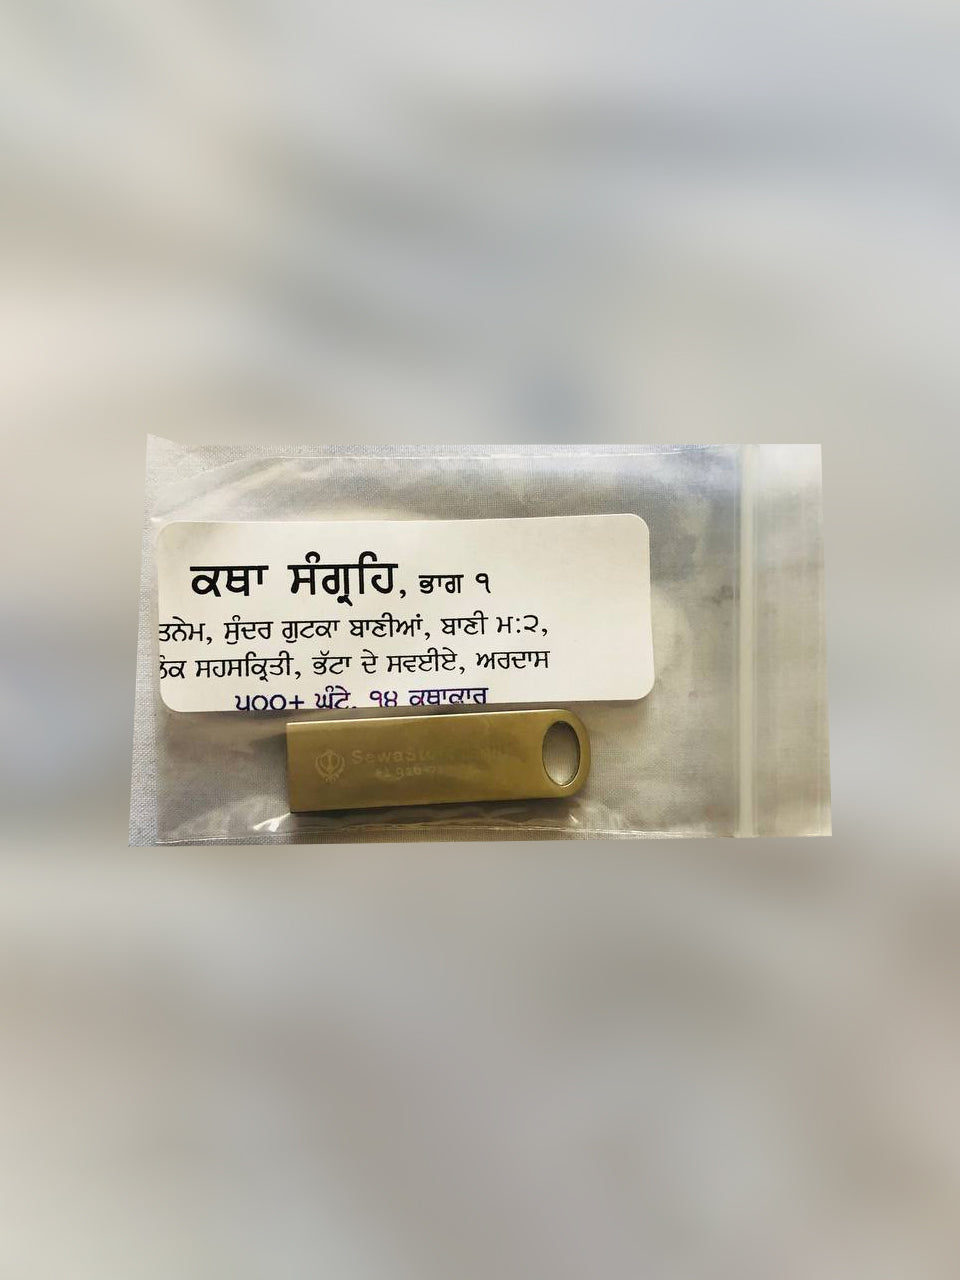 ਕਥਾ ਸੰਗ੍ਰਹਿ, ਭਾਗ ੧
ਤਨੇਮ, ਸੁੰਦਰ ਗੁਟਕਾ ਬਾਣੀਆਂ, ਬਾਣੀ ਮ:੨,
ਸਹਸਕ੍ਰਿਤੀ, ਭੱਟਾ ਦੇ ਸਵਈਏ, ਅਰਦਾਸ
੫੦੦+ ਘੰਟੇ, ੧੪ ਕਥਾਕਾਰ